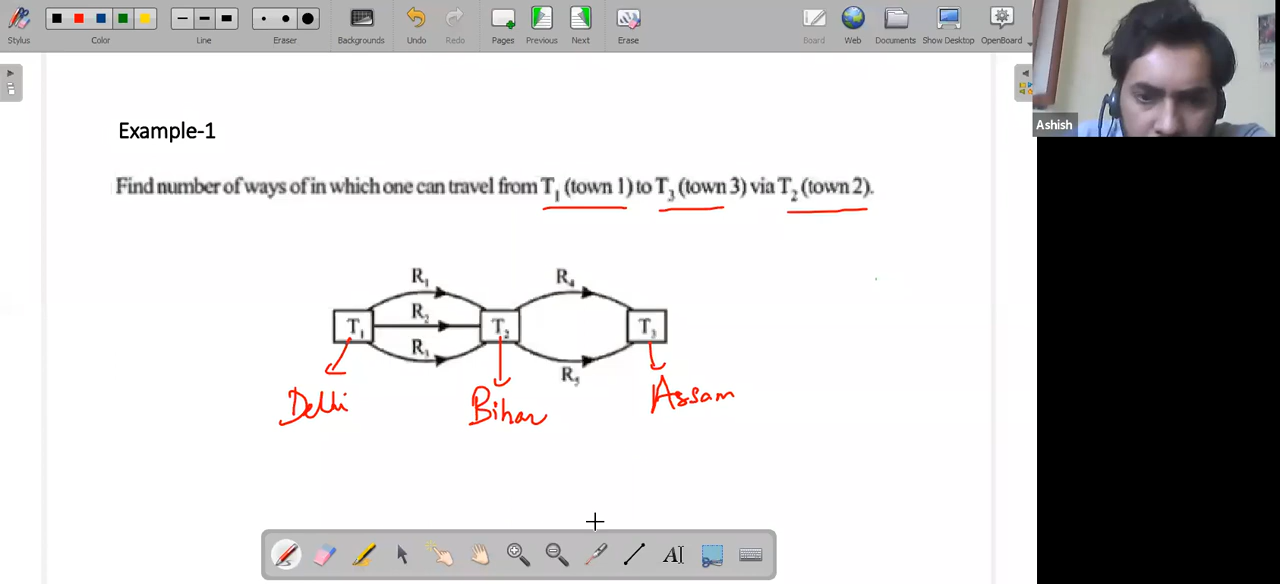 Stylus
Color
Line
Eraser
Backgrounds
Undo
Redo
Pages
Previous
Next
Erase
Board
Web
Documents
Show Desktop
OpenBoard
Ashish
Example-1
Find number of ways of in which one can travel from T₁ (town 1) to T₃ (town 3) via T₂ (town 2).
R₁ R₄
R₂
T₁ T₂ T₃
R₃
R₅
Delhi Bihar Assam
A